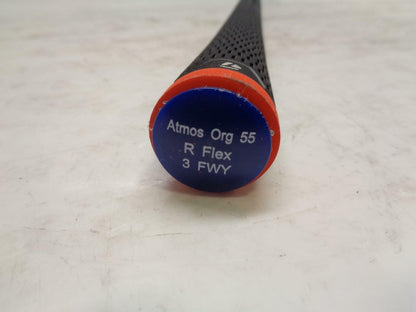 Atmos Org 55
R Flex
3 FWY